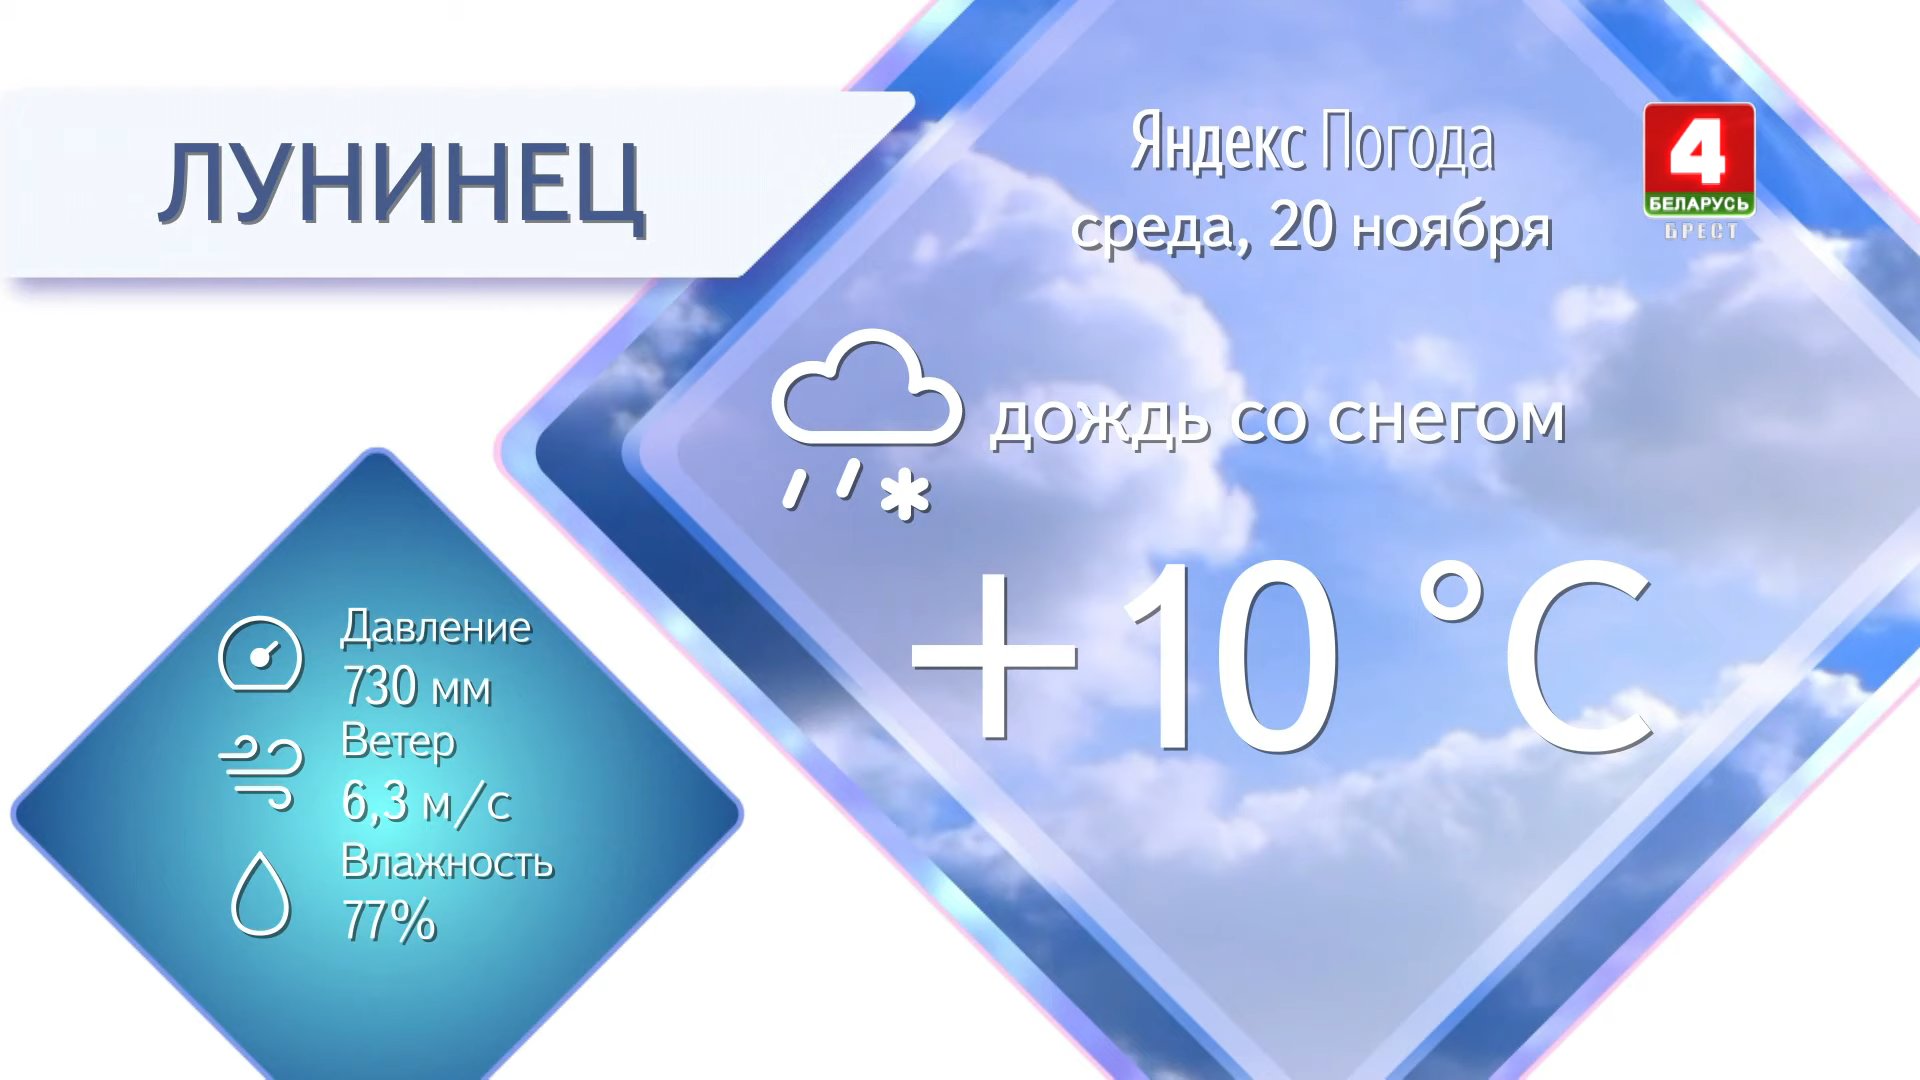 ЛУНИНЕЦ
Яндекс Погода
среда, 20 ноября
4
БЕЛАРУСЬ
БРЕСТ
дождь со снегом
+10 °C
Давление
730 мм
Ветер
6,3 м/с
Влажность
77%